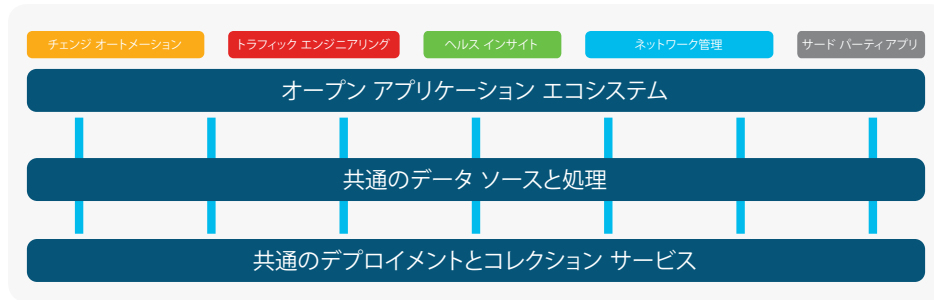 チェンジ オートメーション
トラフィック エンジニアリング
ヘルス インサイト
ネットワーク管理
サード パーティアプリ
オープン アプリケーション エコシステム
共通のデータ ソースと処理
共通のデプロイメントとコレクション サービス